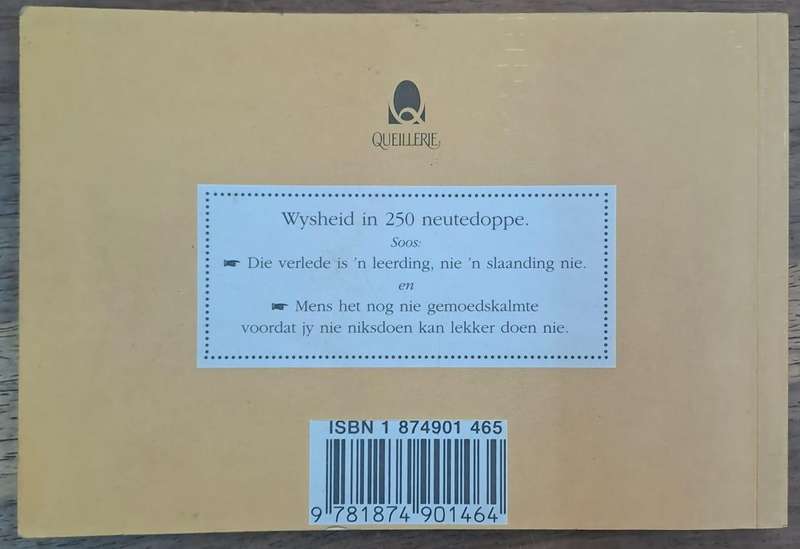 QUEILLERIE
Wysheid in 250 neutedoppe.
Soos:
☛ Die verlede is 'n leerding, nie 'n slaanding nie.
en
☛ Mens het nog nie gemoedskalmte
voordat jy nie niksdoen kan lekker doen nie.
ISBN 1 874901 465
9 781874 901464